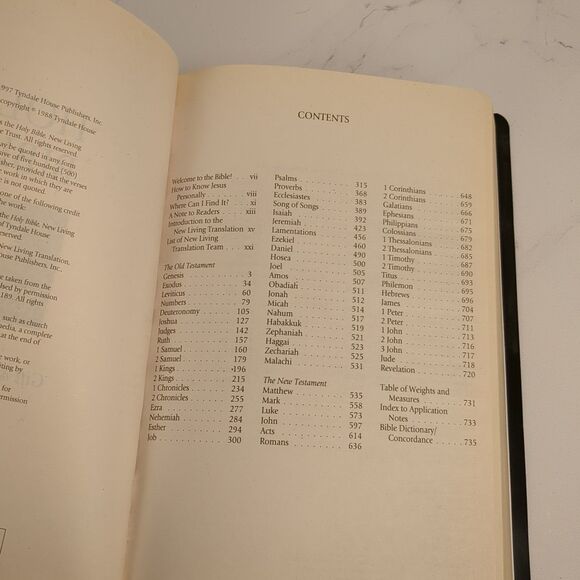 997 Tyndale House Publishers, Inc.
copyright © 1988 Tyndale House
s the Holy Bible, New Living
e Trust. All rights reserved.
ay be quoted in any form
sive of five hundred (500)
sher, provided that the verses
e work in which they are
e is not quoted.
one of the following credit
the work:
the Holy Bible, New Living
of Tyndale House
served.
New Living Translation,
House Publishers, Inc.
re taken from the
sed by permission
189. All rights
, such as church
pedia, a complete
at the end of
e work, or
iting by
for
ermission
CONTENTS
Welcome to the Bible! vii
How to Know Jesus
Personally . . . . . . . viii
Where Can I Find It? . xi
A Note to Readers . . xiii
Introduction to the
New Living Translation xv
List of New Living
Translation Team . . xxi
The Old Testament
Genesis . . . . . . . . . 3
Exodus . . . . . . . . . 34
Leviticus . . . . . . . . 60
Numbers . . . . . . . . 79
Deuteronomy . . . . . 105
Joshua . . . . . . . . . 127
Judges . . . . . . . . . 142
Ruth . . . . . . . . . . 157
1 Samuel . . . . . . . . 160
2 Samuel . . . . . . . . 179
1 Kings . . . . . . . . . 196
2 Kings . . . . . . . . . 215
1 Chronicles . . . . . . 234
2 Chronicles . . . . . . 255
Ezra . . . . . . . . . . 277
Nehemiah . . . . . . . 284
Esther . . . . . . . . . 294
Job . . . . . . . . . . . 300
Psalms . . . . . . . . . 315
Proverbs . . . . . . . . 368
Ecclesiastes . . . . . . 383
Song of Songs . . . . . 389
Isaiah . . . . . . . . . 392
Jeremiah . . . . . . . . 423
Lamentations . . . . . 456
Ezekiel . . . . . . . . . 460
Daniel . . . . . . . . . 490
Hosea . . . . . . . . . 500
Joel . . . . . . . . . . 505
Amos . . . . . . . . . . 507
Obadiah . . . . . . . . 511
Jonah . . . . . . . . . 512
Micah . . . . . . . . . 514
Nahum . . . . . . . . . 517
Habakkuk . . . . . . . 519
Zephaniah . . . . . . . 521
Haggai . . . . . . . . . 523
Zechariah . . . . . . . 525
Malachi . . . . . . . . 531
The New Testament
Matthew . . . . . . . . 535
Mark . . . . . . . . . . 558
Luke . . . . . . . . . . 573
John . . . . . . . . . . 597
Acts . . . . . . . . . . 614
Romans . . . . . . . . 636
1 Corinthians . . . . . 648
2 Corinthians . . . . . 659
Galatians . . . . . . . 666
Ephesians . . . . . . . 671
Philippians . . . . . . 675
Colossians . . . . . . . 679
1 Thessalonians . . . . 682
2 Thessalonians . . . . 685
1 Timothy . . . . . . . 687
2 Timothy . . . . . . . 690
Titus . . . . . . . . . . 693
Philemon . . . . . . . 695
Hebrews . . . . . . . . 696
James . . . . . . . . . 704
1 Peter . . . . . . . . . 707
2 Peter . . . . . . . . . 711
1 John . . . . . . . . . 713
2 John . . . . . . . . . 716
3 John . . . . . . . . . 717
Jude . . . . . . . . . . 718
Revelation . . . . . . . 720
Table of Weights and
Measures . . . . . . . 731
Index to Application
Notes . . . . . . . . . 733
Bible Dictionary/
Concordance . . . . 735